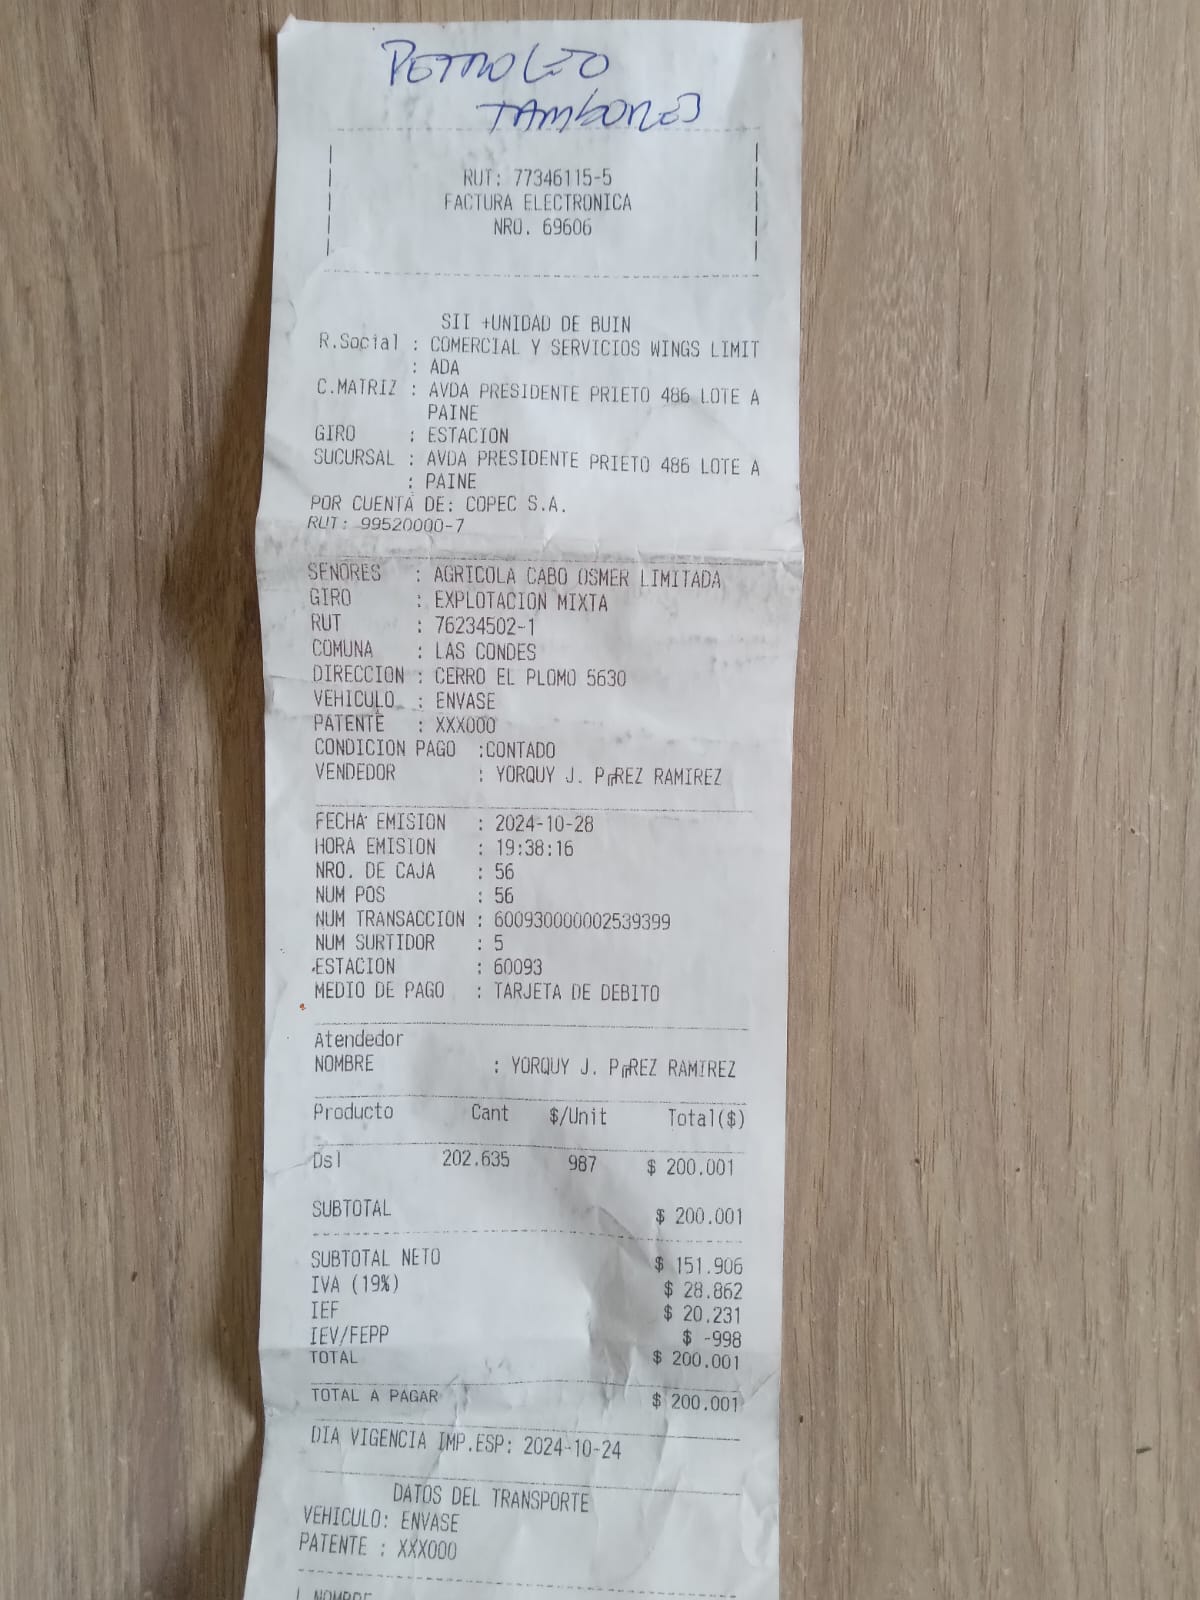 PETROLEO
TAMBORES
RUT: 77346115-5
FACTURA ELECTRONICA
NRO. 69606
SII +UNIDAD DE BUIN
R.Social : COMERCIAL Y SERVICIOS WINGS LIMIT
: ADA
C.MATRIZ : AVDA PRESIDENTE PRIETO 486 LOTE A
PAINE
GIRO : ESTACION
SUCURSAL : AVDA PRESIDENTE PRIETO 486 LOTE A
: PAINE
POR CUENTA DE: COPEC S.A.
RUT: 99520000-7
SENORES : AGRICOLA CABO OSMER LIMITADA
GIRO : EXPLOTACION MIXTA
RUT : 76234502-1
COMUNA : LAS CONDES
DIRECCION : CERRO EL PLOMO 5630
VEHICULO : ENVASE
PATENTE : XXX000
CONDICION PAGO :CONTADO
VENDEDOR : YORQUY J. P╔REZ RAMIREZ
FECHA EMISION : 2024-10-28
HORA EMISION : 19:38:16
NRO. DE CAJA : 56
NUM POS : 56
NUM TRANSACCION : 600930000002539399
NUM SURTIDOR : 5
ESTACION : 60093
MEDIO DE PAGO : TARJETA DE DEBITO
Atendedor
NOMBRE : YORQUY J. P╔REZ RAMIREZ
Producto Cant $/Unit Total($)
Dsl 202.635 987 $ 200.001
SUBTOTAL $ 200.001
SUBTOTAL NETO $ 151.906
IVA (19%) $ 28.862
IEF $ 20.231
IEV/FEPP $ -998
TOTAL $ 200.001
TOTAL A PAGAR $ 200.001
DIA VIGENCIA IMP.ESP: 2024-10-24
DATOS DEL TRANSPORTE
VEHICULO: ENVASE
PATENTE : XXX000
NOMBRE